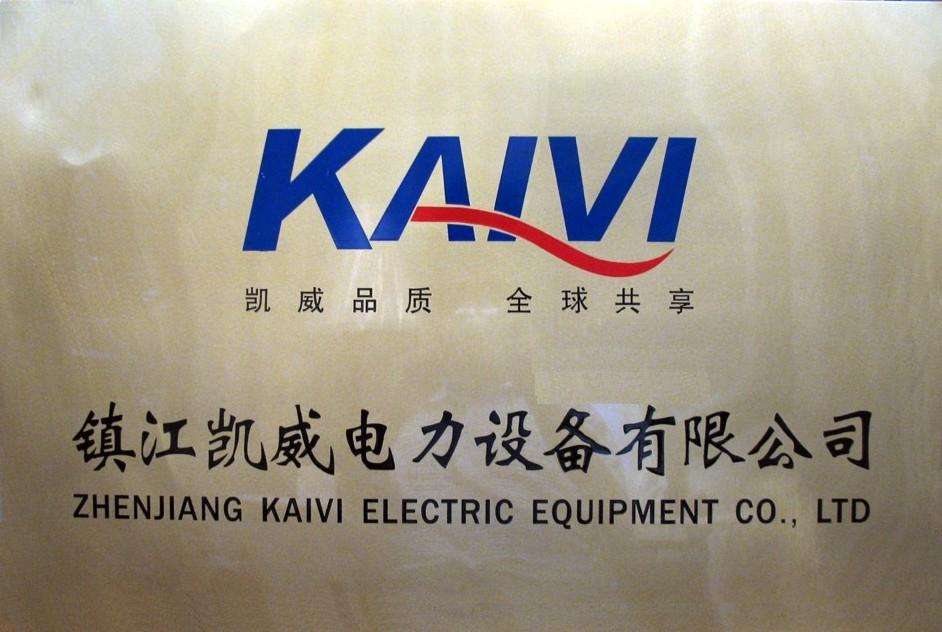 KAIVI
凯威品质 全球共享
镇江凯威电力设备有限公司
ZHENJIANG KAIVI ELECTRIC EQUIPMENT CO., LTD